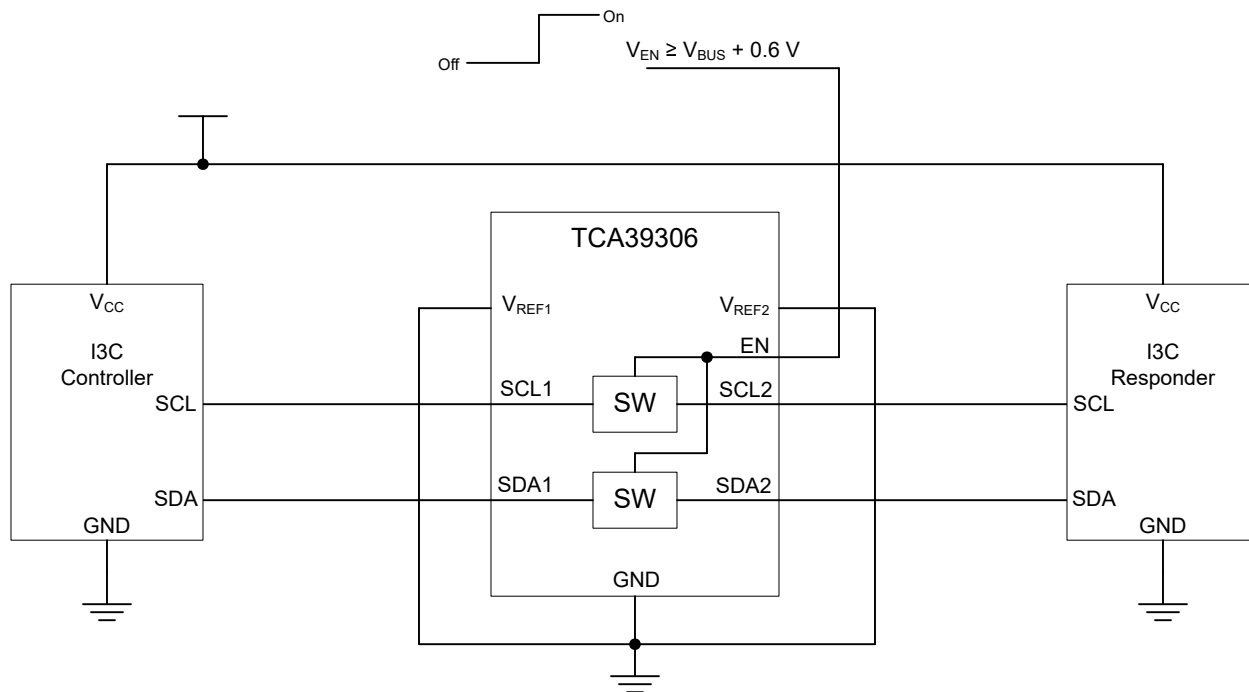 On
Off
V_EN ≥ V_BUS + 0.6 V
TCA39306
V_CC
I3C
Controller
SCL
SDA
GND
V_REF1
V_REF2
EN
SCL1
SW
SCL2
SDA1
SW
SDA2
GND
V_CC
I3C
Responder
SCL
SDA
GND